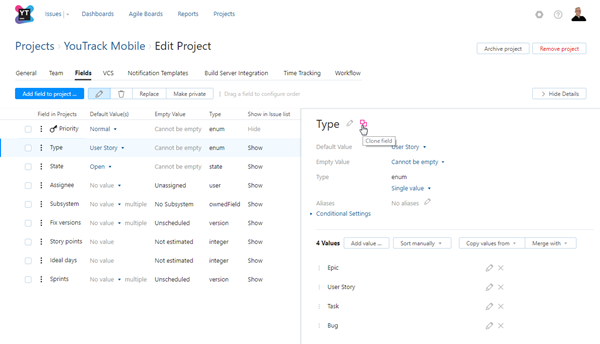 YT
Issues Dashboards Agile Boards Reports Projects
Projects › YouTrack Mobile › Edit Project
Archive project Remove project
General Team Fields VCS Notification Templates Build Server Integration Time Tracking Workflow
Add field to project ... Replace Make private Drag a field to configure order Hide Details
Field in Projects Default Value(s) Empty Value Type Show in Issue list
Priority Normal Cannot be empty enum Hide
Type User Story Cannot be empty enum Show
State Open Cannot be empty state Show
Assignee No value Unassigned user Show
Subsystem No value multiple No Subsystem ownedField Show
Fix versions No value multiple Unscheduled version Show
Story points No value Not estimated integer Show
Ideal days No value Not estimated integer Show
Sprints No value multiple Unscheduled version Show
Type
Clone field
Default Value User Story
Empty Value Cannot be empty
Type enum
Single value
Aliases No aliases
Conditional Settings
4 Values Add value ... Sort manually Copy values from Merge with
Epic
User Story
Task
Bug